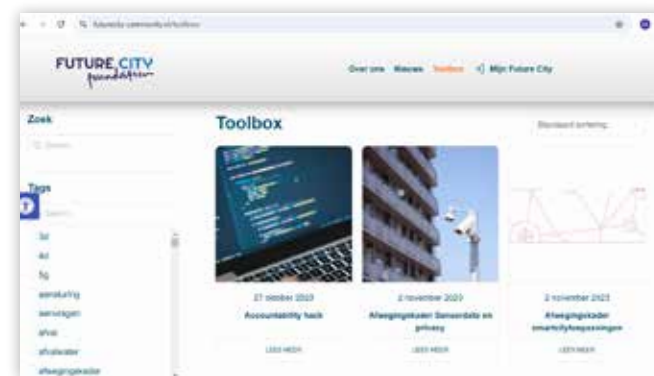 FUTURE CITY
foundation
Over ons Nieuws Toolbox Mijn Future City
Zoek
Toolbox
Standaard sortering
Tags
3d
5g
aansturing
aanvragen
afval
afvalwater
afwegingskader
27 oktober 2023
Accountability hack
LEES MEER
2 november 2023
Afwegingskader Sensordata en
privacy
LEES MEER
2 november 2023
Afwegingskader
smartcitytoepassingen
LEES MEER